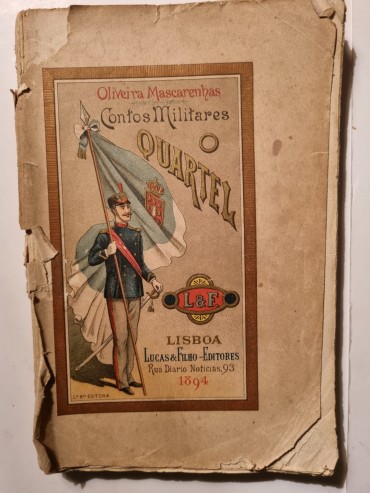 Oliveira Mascarenhas
Contos Militares
O
QUARTEL
L&F.
LISBOA
LUCAS & FILHO-EDITORES
Rua Diario Noticias, 93
1894